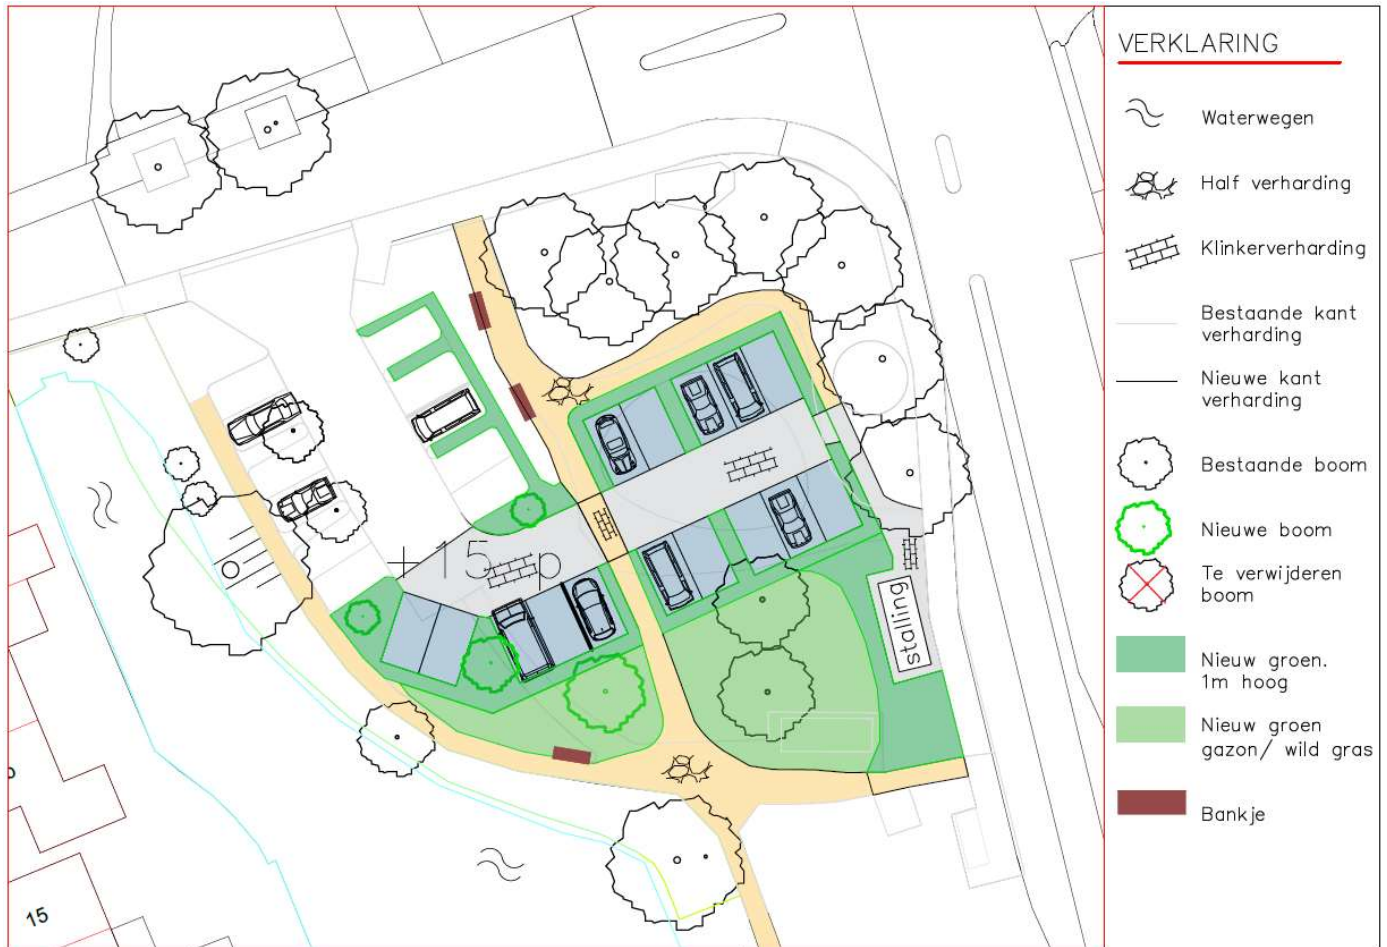 +15 p
stalling
15
VERKLARING
Waterwegen
Half verharding
Klinkerverharding
Bestaande kant
verharding
Nieuwe kant
verharding
Bestaande boom
Nieuwe boom
Te verwijderen
boom
Nieuw groen.
1m hoog
Nieuw groen
gazon/ wild gras
Bankje